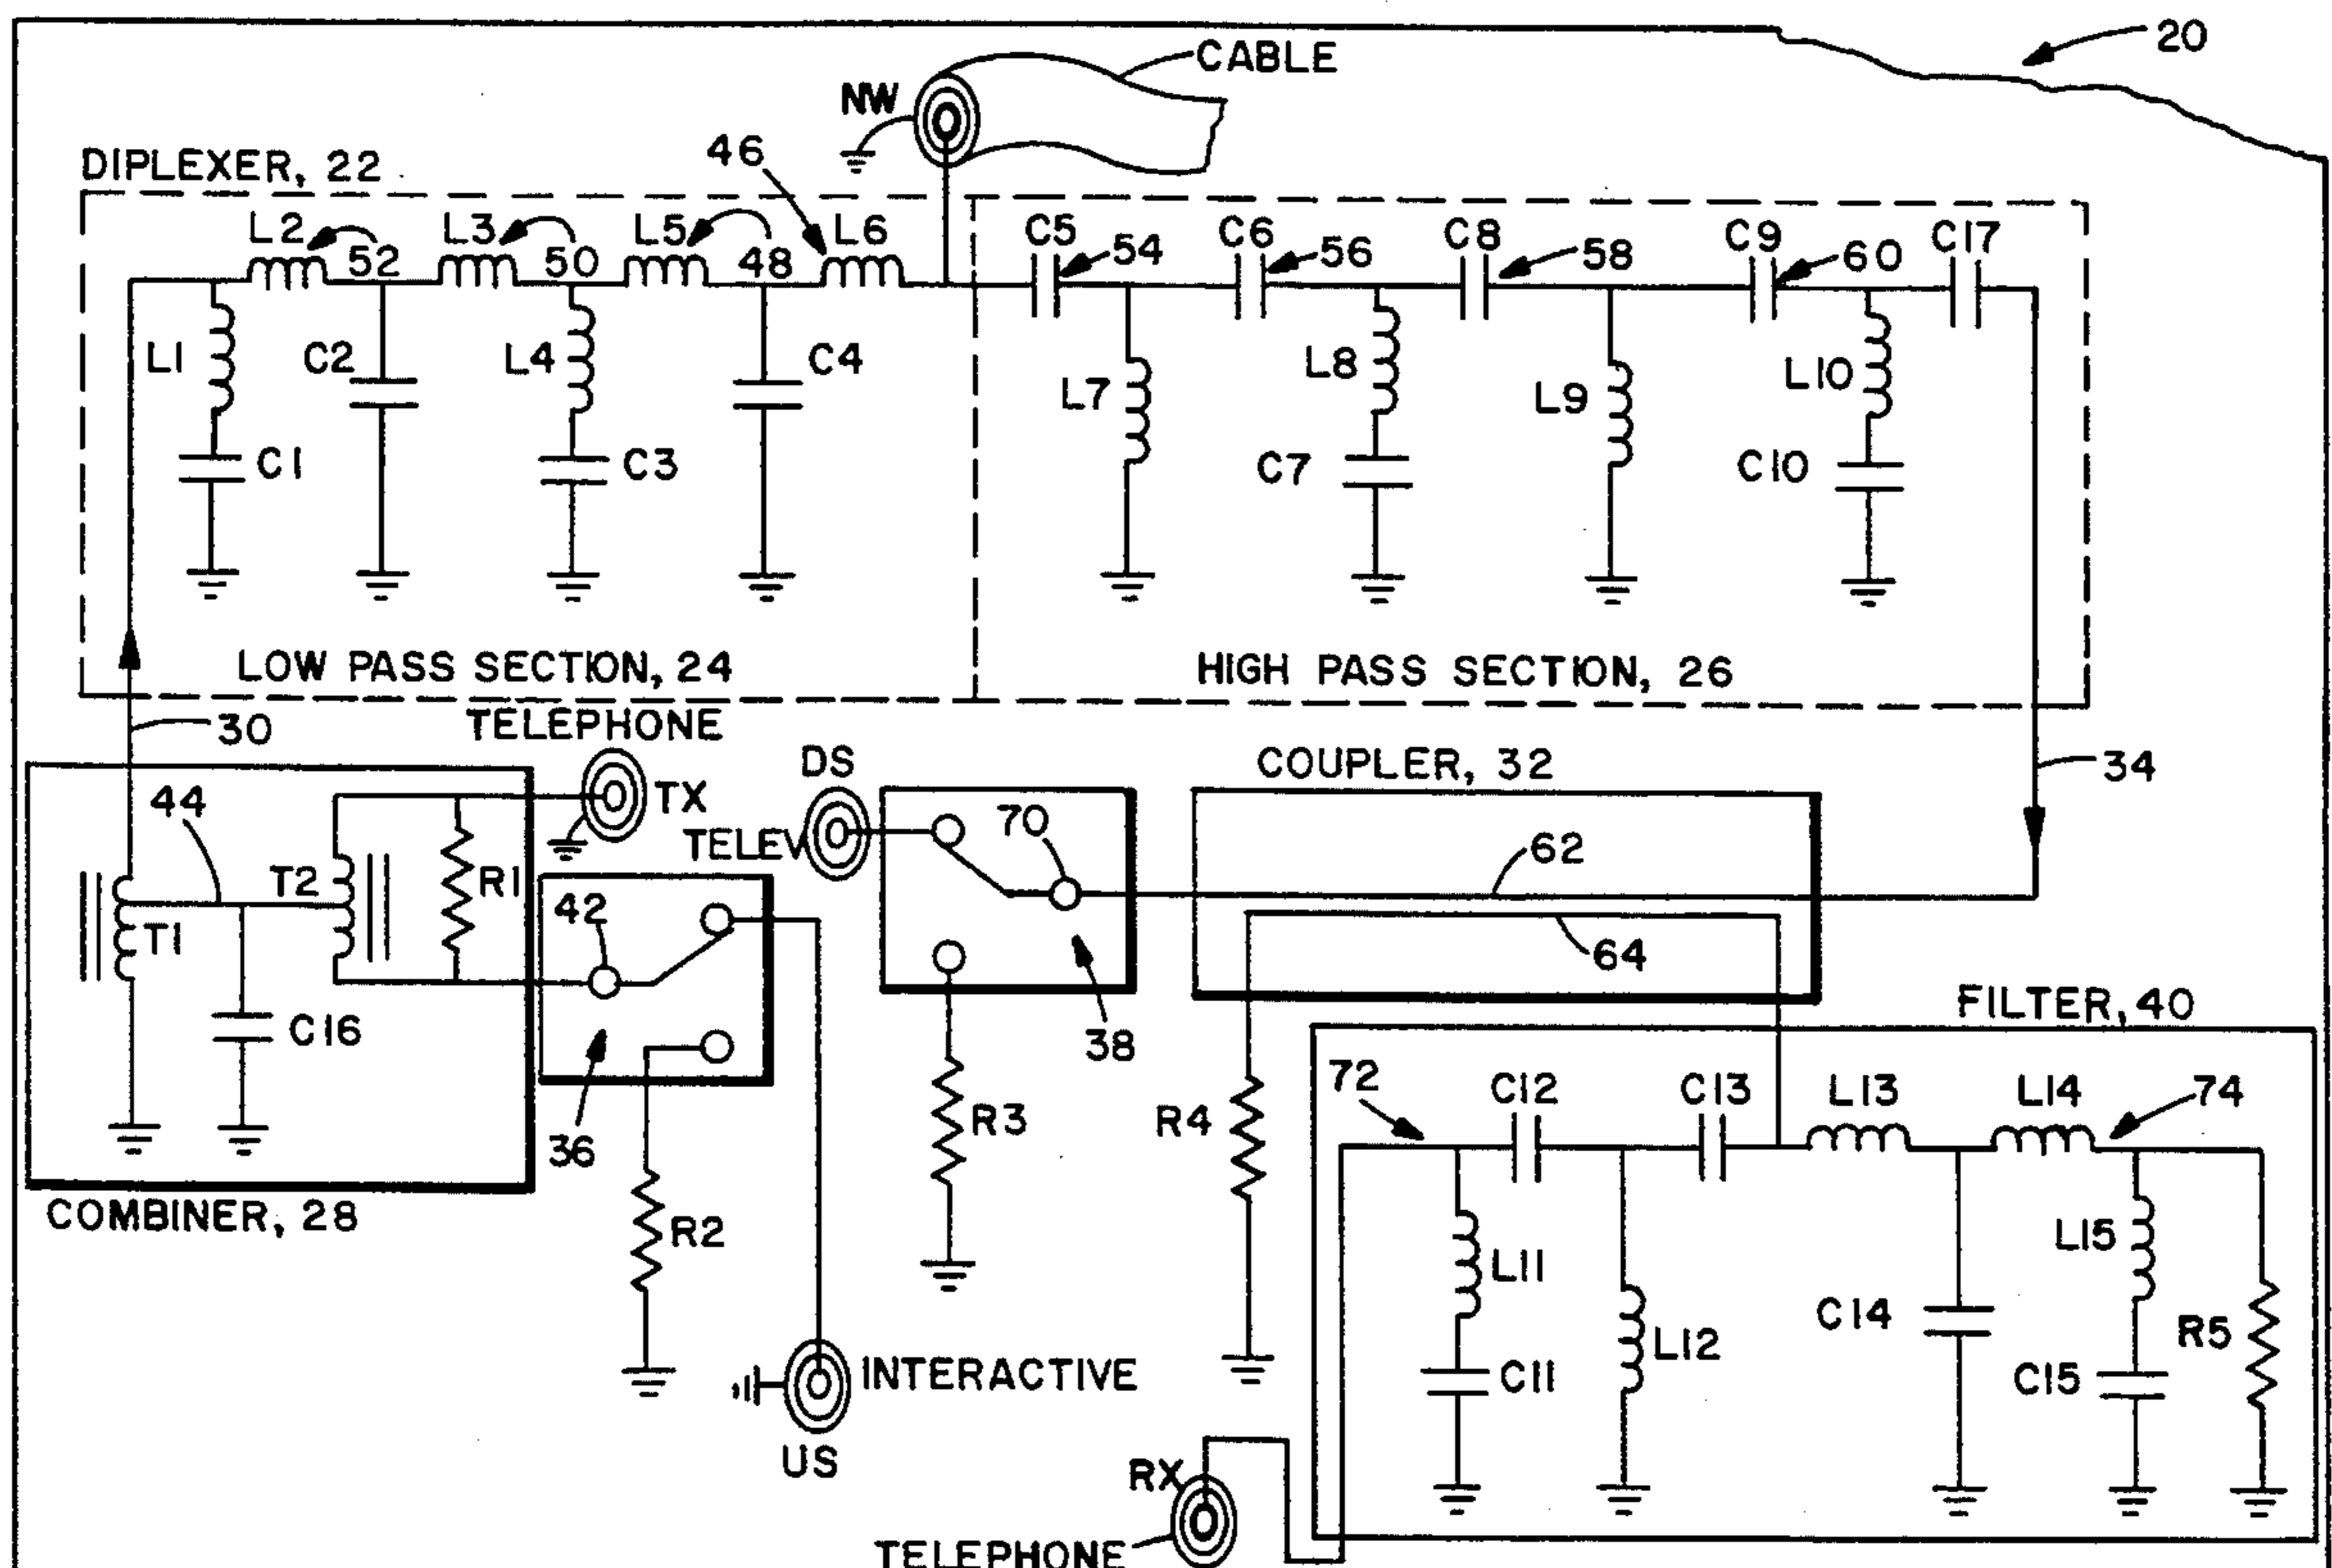 20
CABLE
NW
46
DIPLEXER, 22
L2
52
L3
50
L5
48
L6
C5
54
C6
56
C8
58
C9
60
C17
L1
C2
L4
C4
L7
L8
L9
L10
C1
C3
C7
C10
LOW PASS SECTION, 24
HIGH PASS SECTION, 26
30
TELEPHONE
DS
COUPLER, 32
34
44
TX
TELEV
70
62
T2
R1
42
T1
64
C16
38
FILTER, 40
36
R3
R4
72
C12
C13
L13
L14
74
COMBINER, 28
R2
L11
L12
C14
L15
R5
C11
C15
INTERACTIVE
US
RX
TELEPHONE